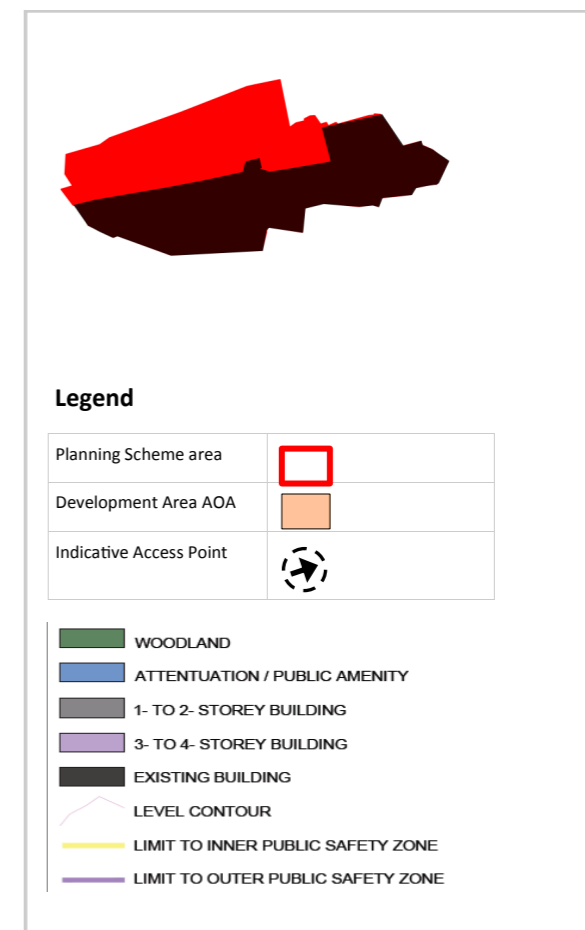 Legend
Planning Scheme area
Development Area AOA
Indicative Access Point
WOODLAND
ATTENTUATION / PUBLIC AMENITY
1- TO 2- STOREY BUILDING
3- TO 4- STOREY BUILDING
EXISTING BUILDING
LEVEL CONTOUR
LIMIT TO INNER PUBLIC SAFETY ZONE
LIMIT TO OUTER PUBLIC SAFETY ZONE